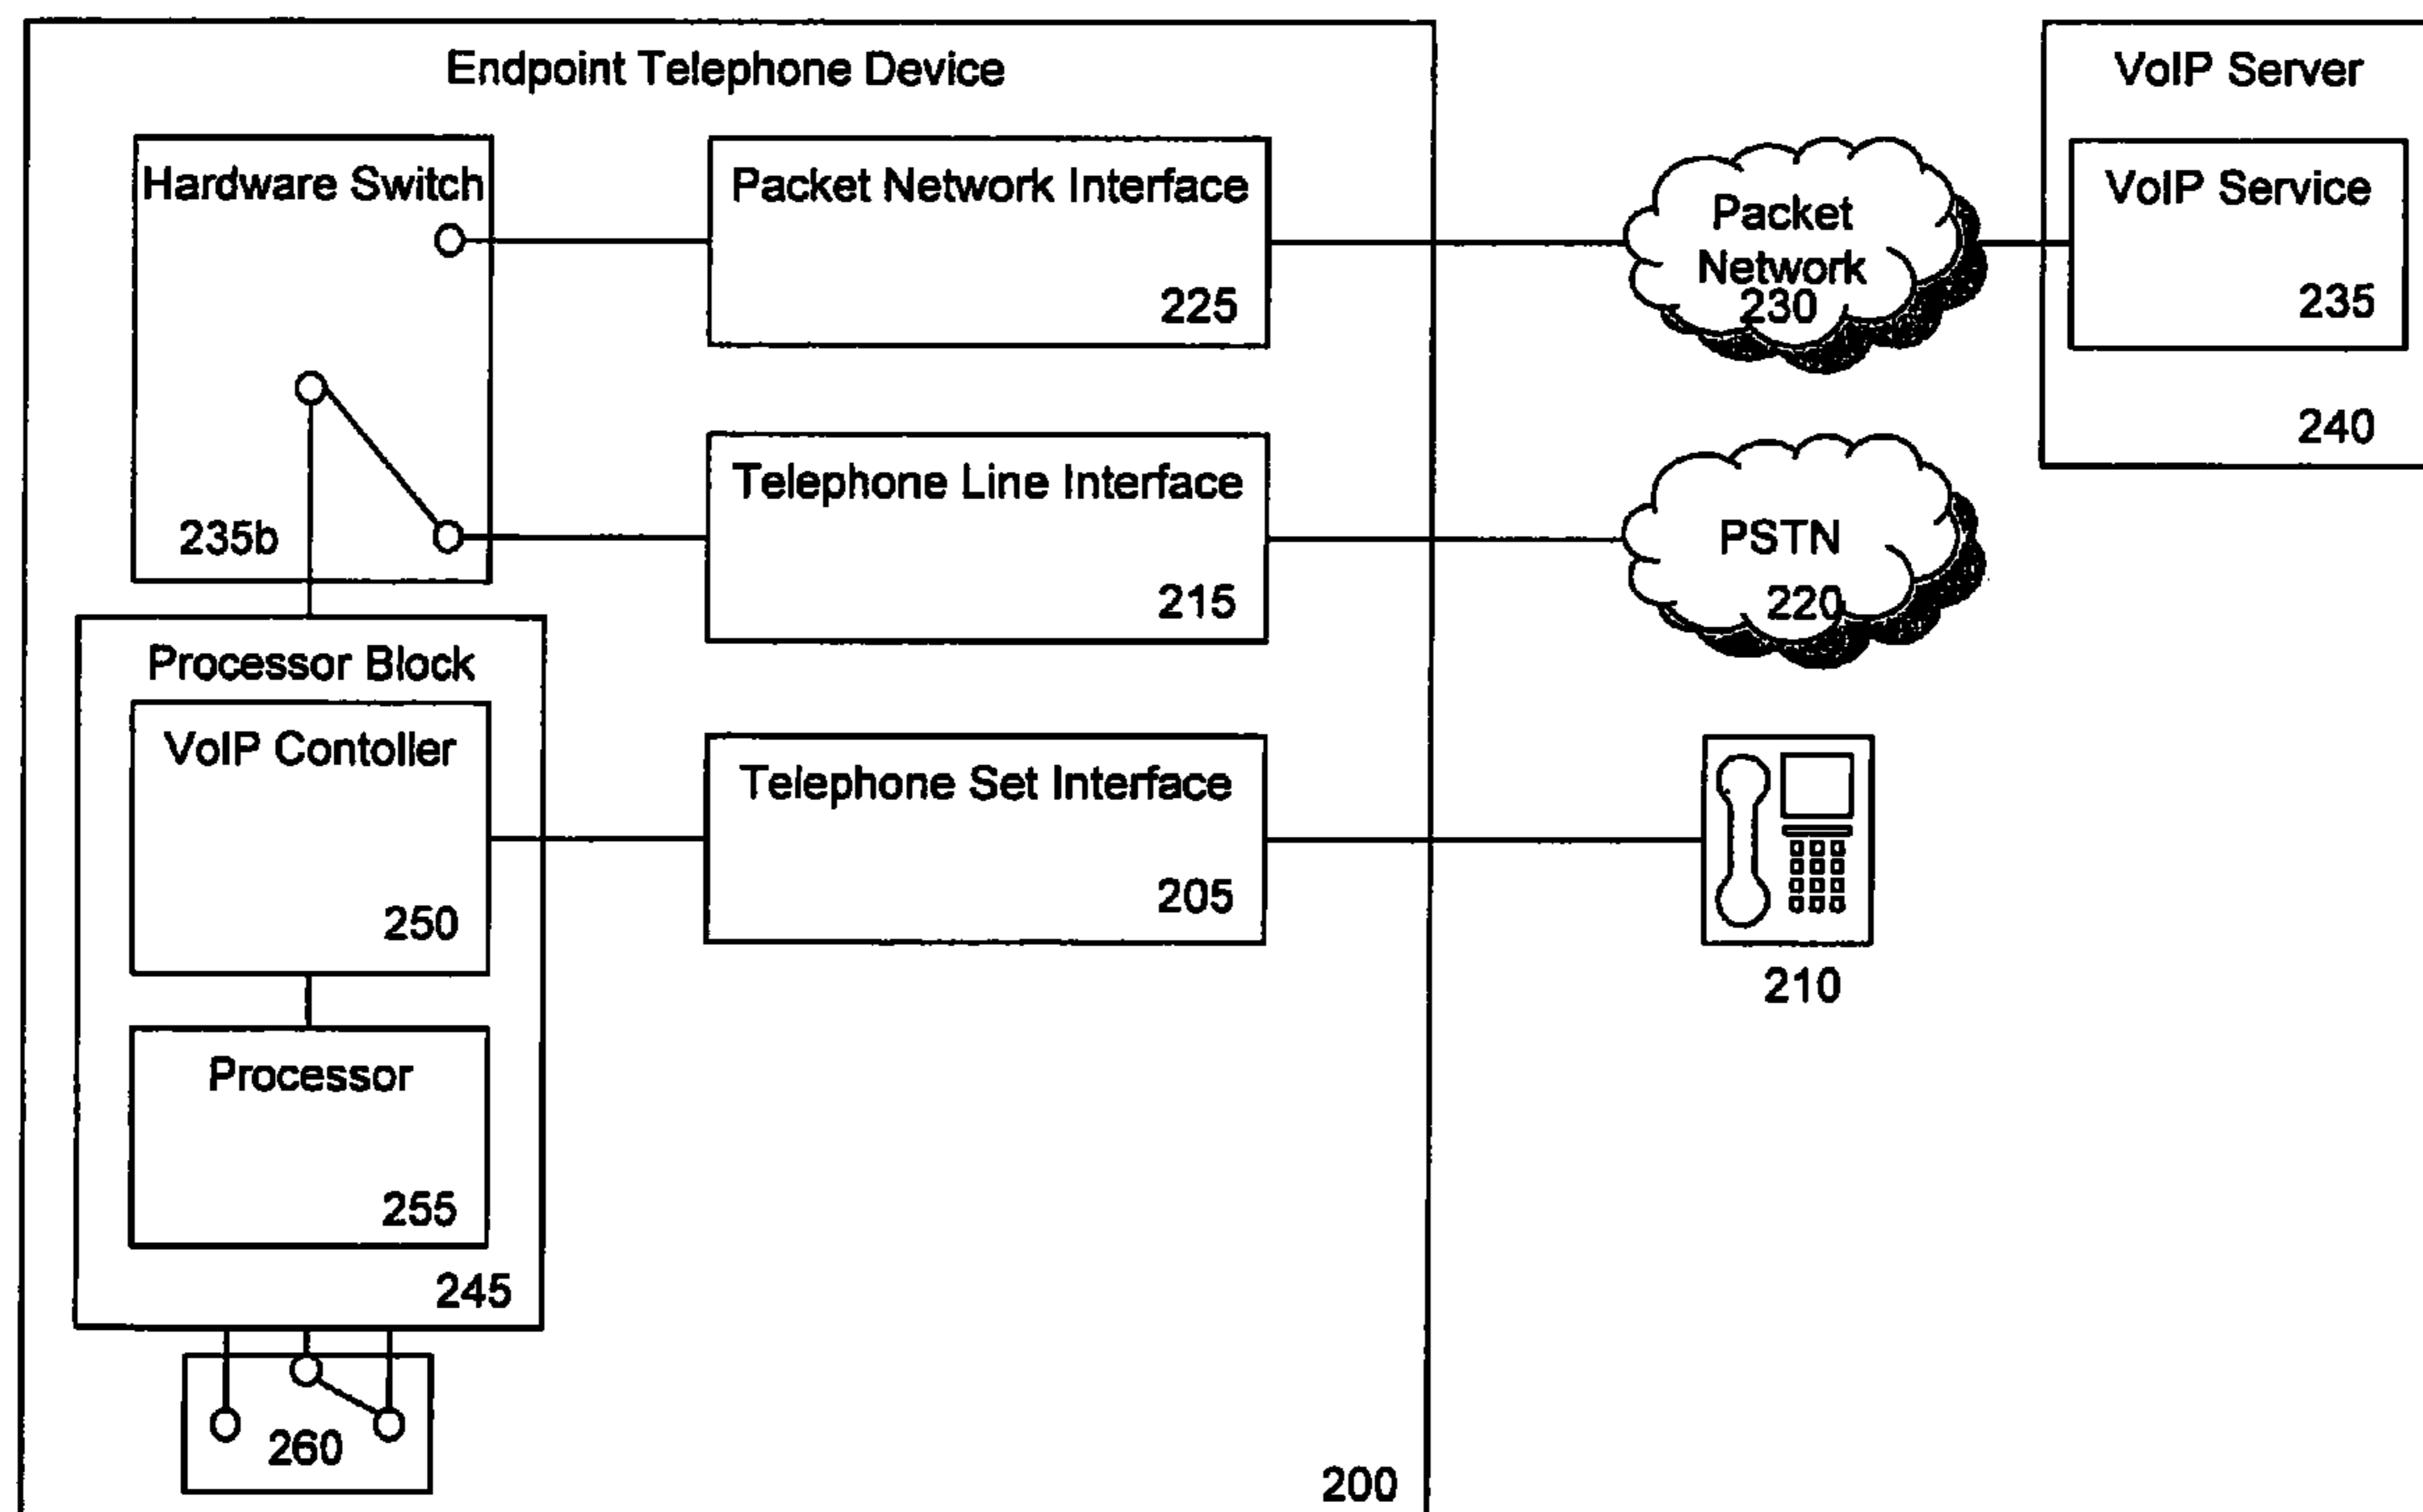 Endpoint Telephone Device
VoIP Server
Hardware Switch
Packet Network Interface
Packet
Network
VoIP Service
225
230
235
240
Telephone Line Interface
PSTN
235b
215
220
Processor Block
VoIP Contoller
Telephone Set Interface
250
205
210
Processor
255
245
260
200